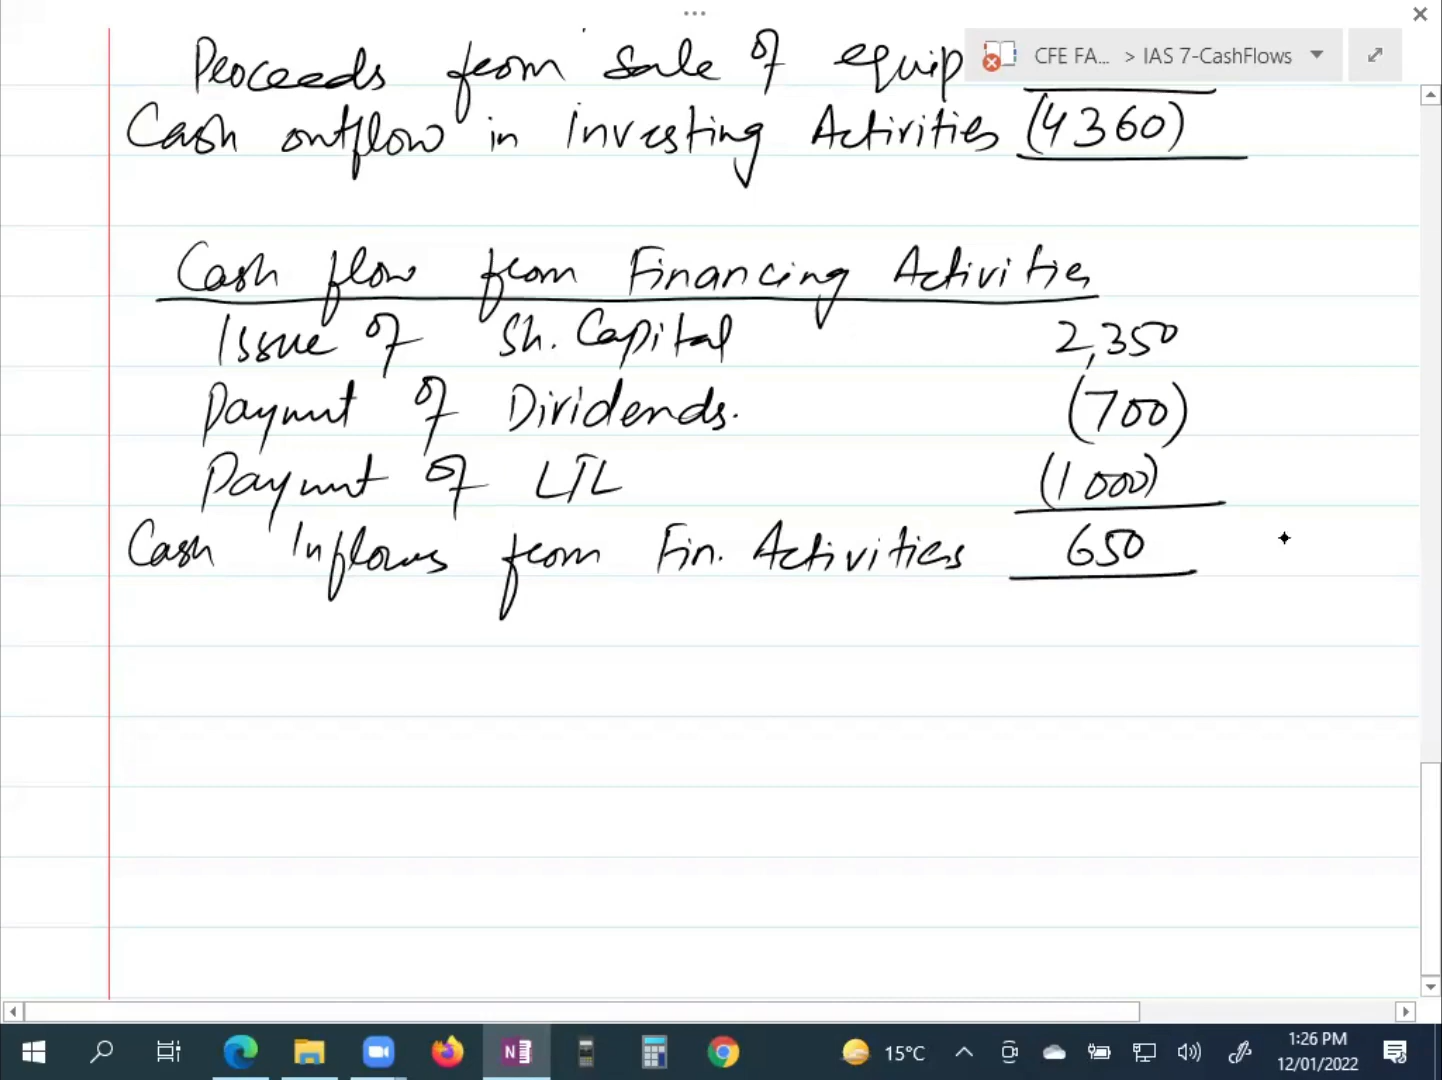 Proceeds from Sale of equip
CFE FA... > IAS 7-CashFlows
Cash outflow in Investing Activities (4360)
Cash flow from Financing Activities
Issue of Sh. Capital 2,350
Paymnt of Dividends. (700)
Paymnt of LTL (1000)
Cash Inflows from Fin. Activities 650
15°C
1:26 PM
12/01/2022